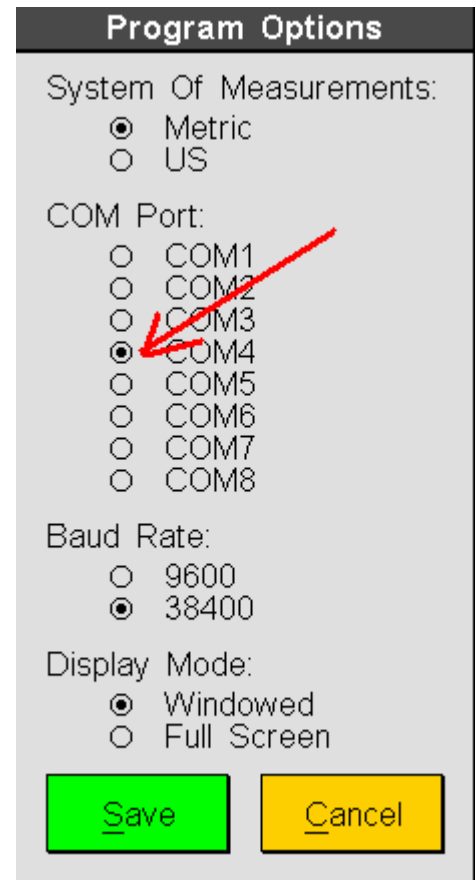 Program Options
System Of Measurements:
Metric
US
COM Port:
COM1
COM2
COM3
COM4
COM5
COM6
COM7
COM8
Baud Rate:
9600
38400
Display Mode:
Windowed
Full Screen
Save Cancel